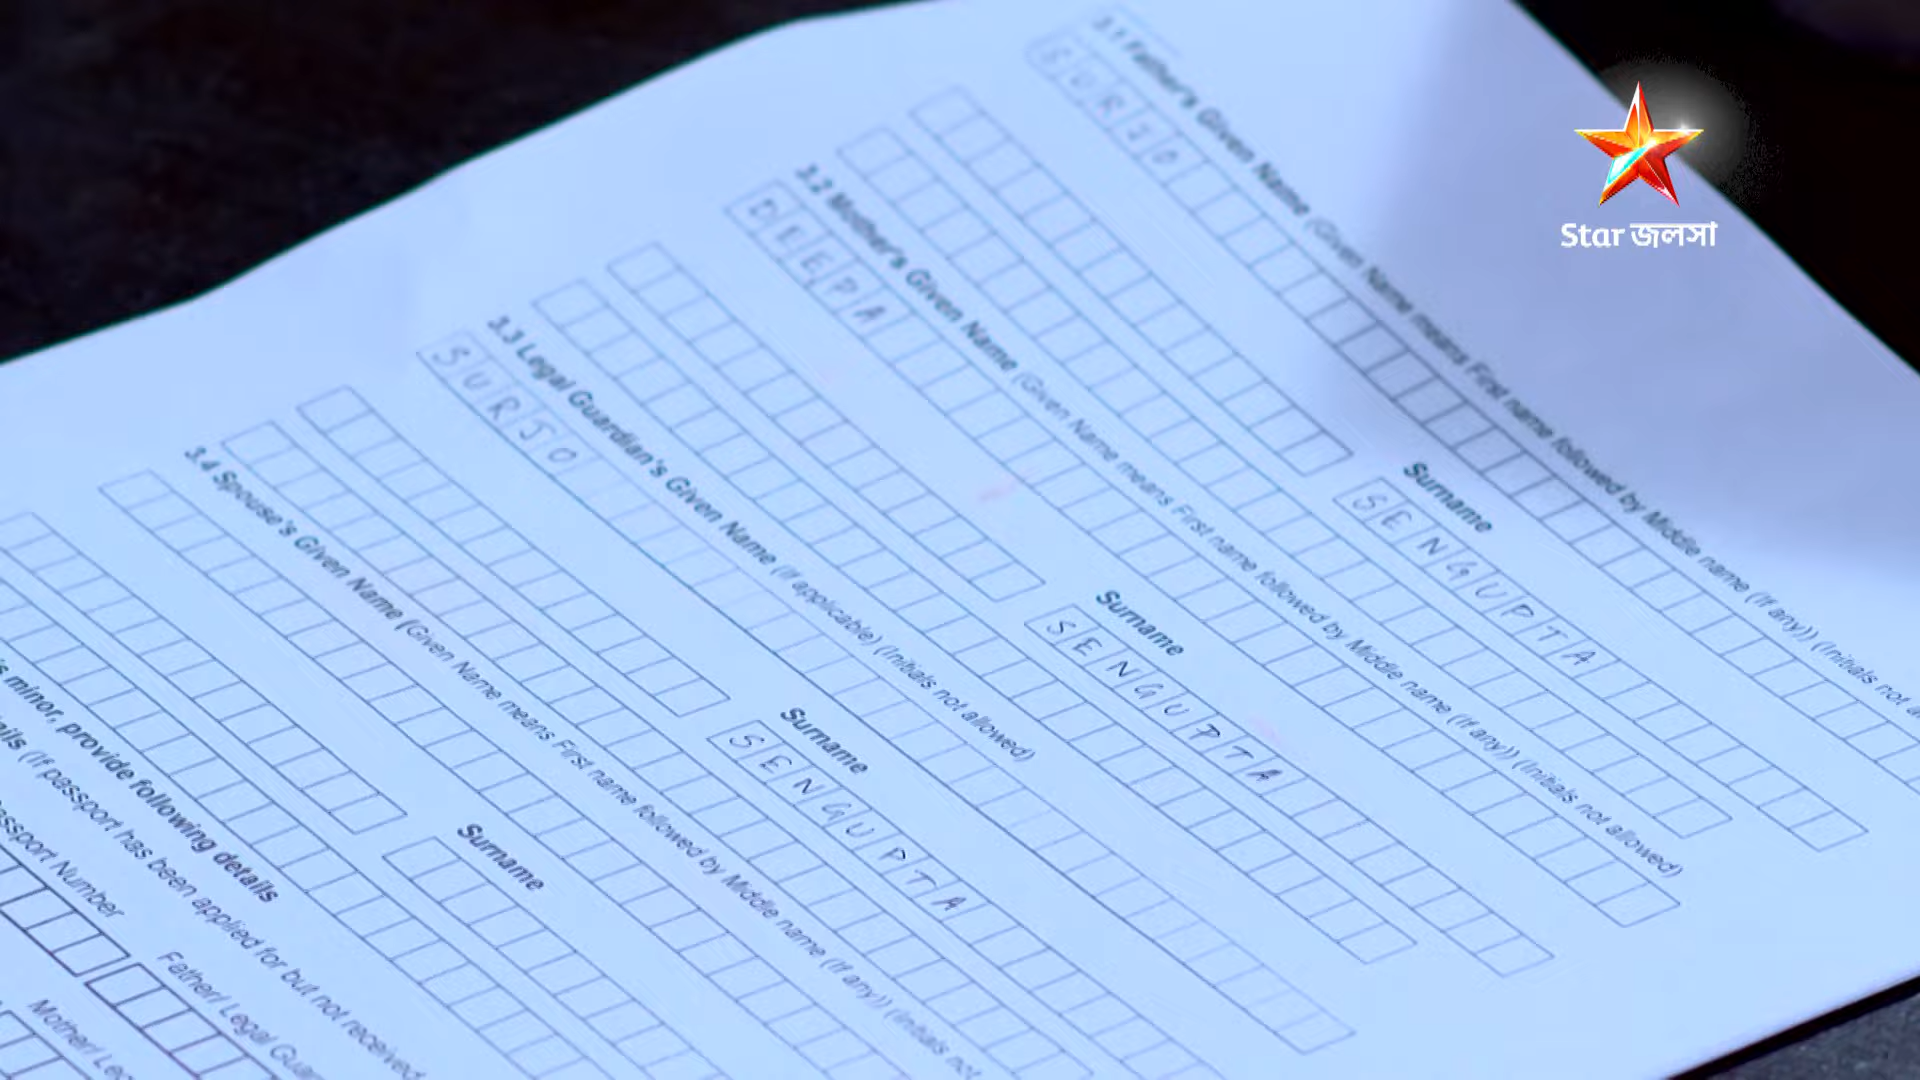 3.1 Father's Given Name (Given Name means First name followed by Middle name (If any)) (Initials not a
SURJO
Surname
SENGUPTA
3.2 Mother's Given Name (Given Name means First name followed by Middle name (If any)) (Initials not allowed)
DEEPA
Surname
SENGUPTA
3.3 Legal Guardian's Given Name (If applicable) (Initials not allowed)
SURJO
Surname
SENGUPTA
3.4 Spouse's Given Name (Given Name means First name followed by Middle name (If any)) (Initials not
Surname
's minor, provide following details
ails (If passport has been applied for but not received
assport Number
Father/ Legal Guar
Mother/ Leg
Star জলসা